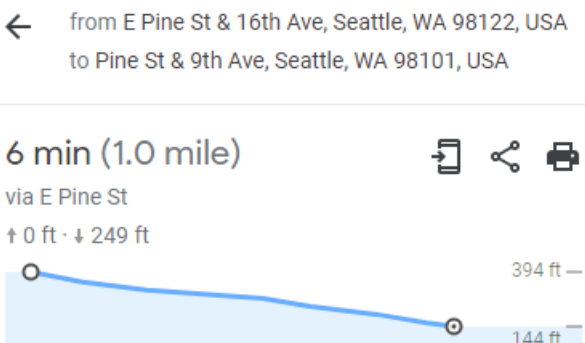 from E Pine St & 16th Ave, Seattle, WA 98122, USA
to Pine St & 9th Ave, Seattle, WA 98101, USA
6 min (1.0 mile)
via E Pine St
↑ 0 ft · ↓ 249 ft
394 ft
144 ft